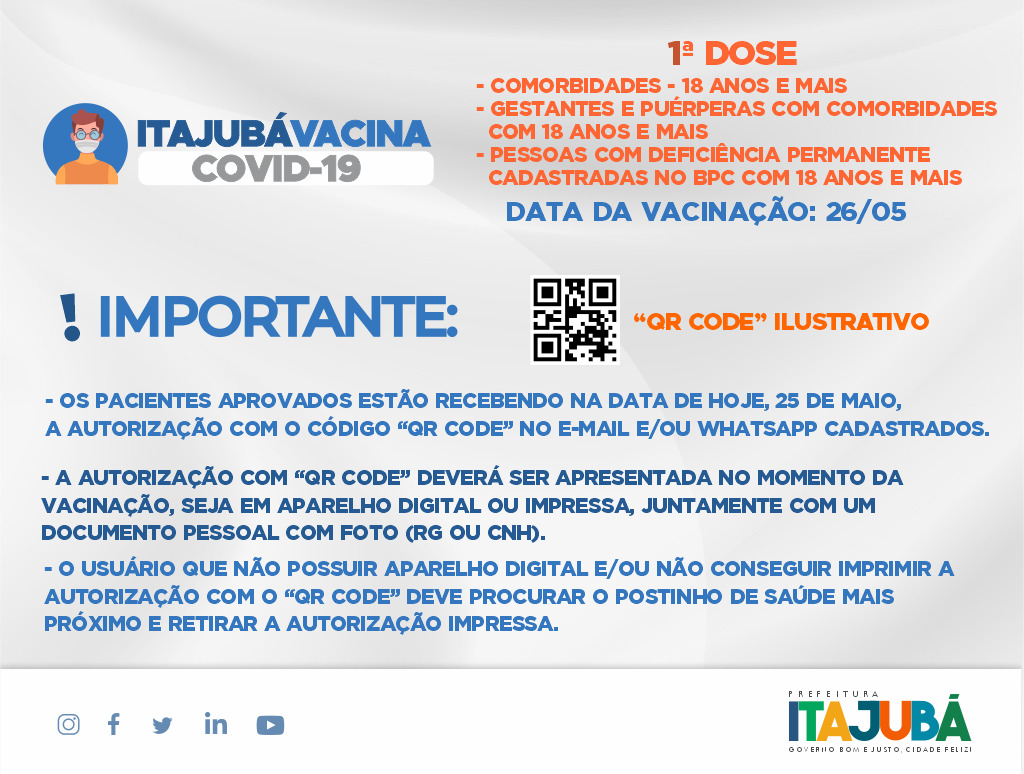 ITAJUBÁVACINA
COVID-19
1ª DOSE
- COMORBIDADES - 18 ANOS E MAIS
- GESTANTES E PUÉRPERAS COM COMORBIDADES
COM 18 ANOS E MAIS
- PESSOAS COM DEFICIÊNCIA PERMANENTE
CADASTRADAS NO BPC COM 18 ANOS E MAIS
DATA DA VACINAÇÃO: 26/05
! IMPORTANTE:
“QR CODE” ILUSTRATIVO
- OS PACIENTES APROVADOS ESTÃO RECEBENDO NA DATA DE HOJE, 25 DE MAIO,
A AUTORIZAÇÃO COM O CÓDIGO “QR CODE” NO E-MAIL E/OU WHATSAPP CADASTRADOS.
- A AUTORIZAÇÃO COM “QR CODE” DEVERÁ SER APRESENTADA NO MOMENTO DA
VACINAÇÃO, SEJA EM APARELHO DIGITAL OU IMPRESSA, JUNTAMENTE COM UM
DOCUMENTO PESSOAL COM FOTO (RG OU CNH).
- O USUÁRIO QUE NÃO POSSUIR APARELHO DIGITAL E/OU NÃO CONSEGUIR IMPRIMIR A
AUTORIZAÇÃO COM O “QR CODE” DEVE PROCURAR O POSTINHO DE SAÚDE MAIS
PRÓXIMO E RETIRAR A AUTORIZAÇÃO IMPRESSA.
PREFEITURA
ITAJUBÁ
GOVERNO BOM E JUSTO, CIDADE FELIZ!